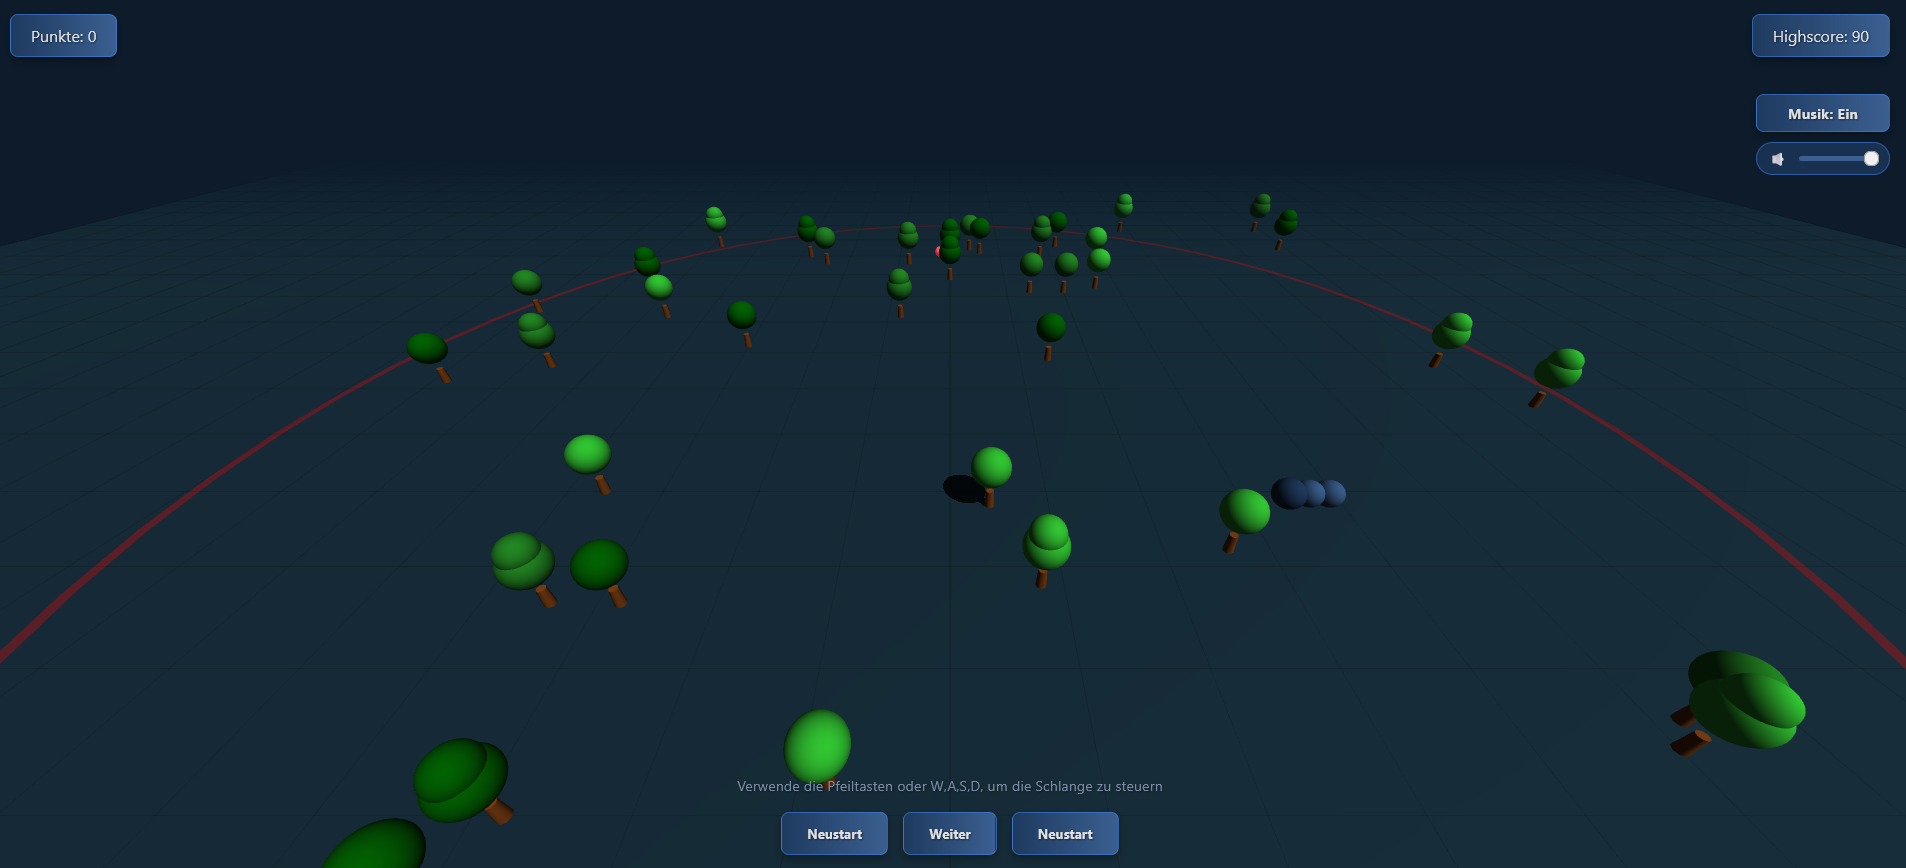 Punkte: 0
Highscore: 90
Musik: Ein
Verwende die Pfeiltasten oder W,A,S,D, um die Schlange zu steuern
Neustart
Weiter
Neustart